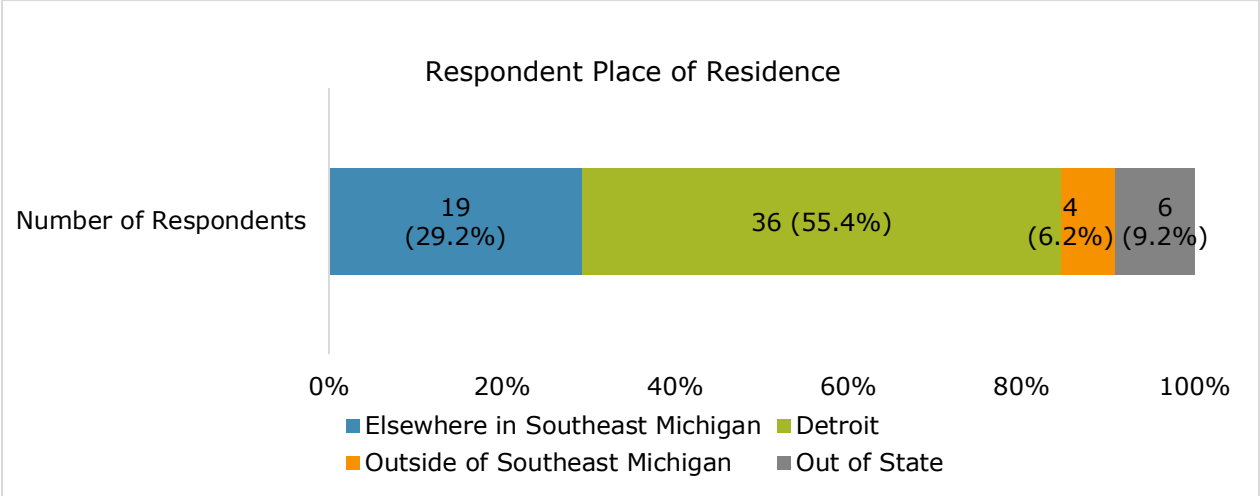 Respondent Place of Residence
Number of Respondents
19
(29.2%)
36 (55.4%)
4
(6.2%)
6
(9.2%)
0% 20% 40% 60% 80% 100%
Elsewhere in Southeast Michigan Detroit
Outside of Southeast Michigan Out of State